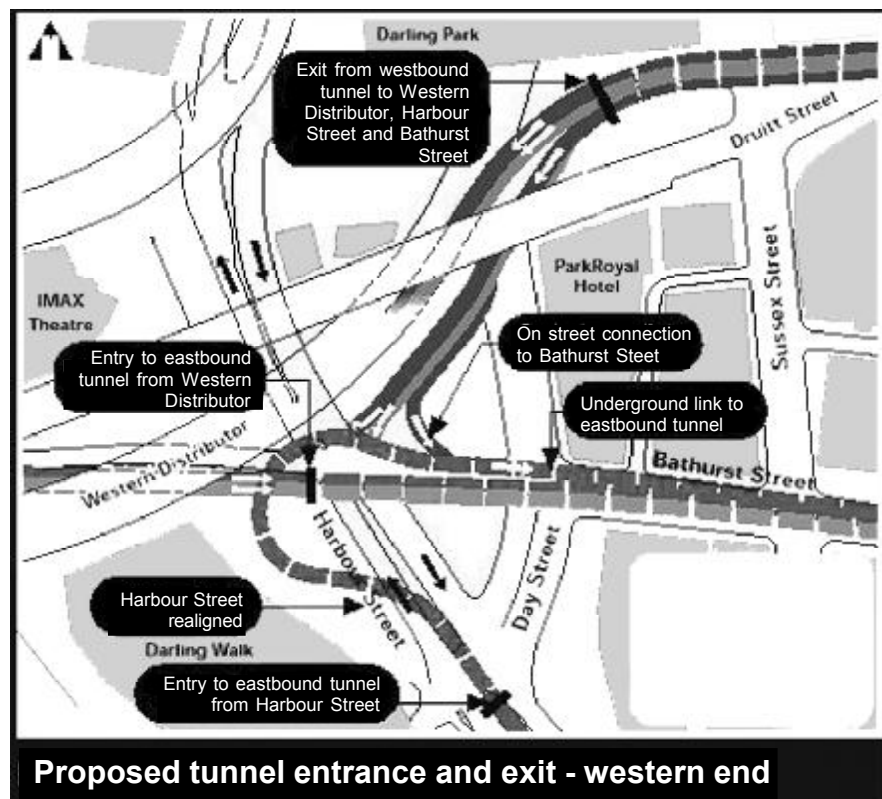 Darling Park
Exit from westbound
tunnel to Western
Distributor, Harbour
Street and Bathurst
Street
Druitt Street
ParkRoyal
Hotel
Sussex Street
IMAX
Theatre
On street connection
to Bathurst Steet
Entry to eastbound
tunnel from Western
Distributor
Underground link to
eastbound tunnel
Western Distributor
Bathurst Street
Harbour Street
Day Street
Harbour Street
realigned
Darling Walk
Entry to eastbound tunnel
from Harbour Street
Proposed tunnel entrance and exit - western end